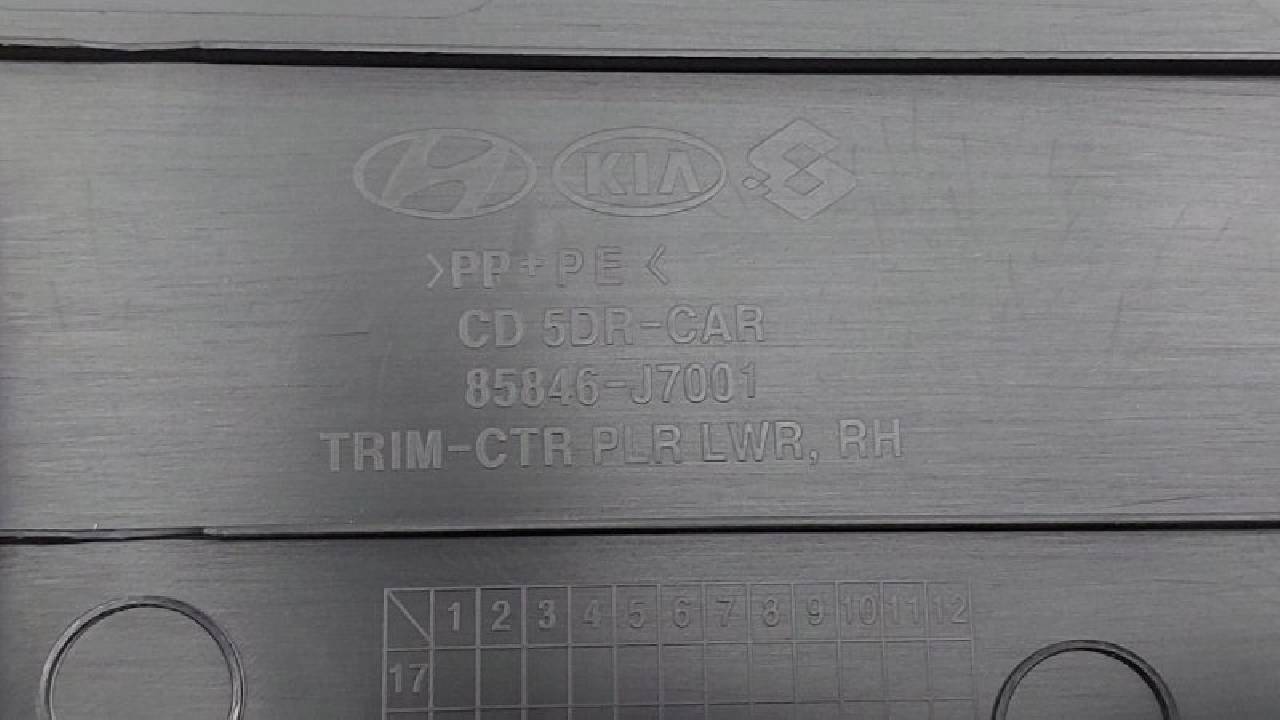 KIA
>PP+PE<
CD 5DR-CAR
85846-J7001
TRIM-CTR PLR LWR, RH
1 2 3 4 5 6 7 8 9 10 11 12
17